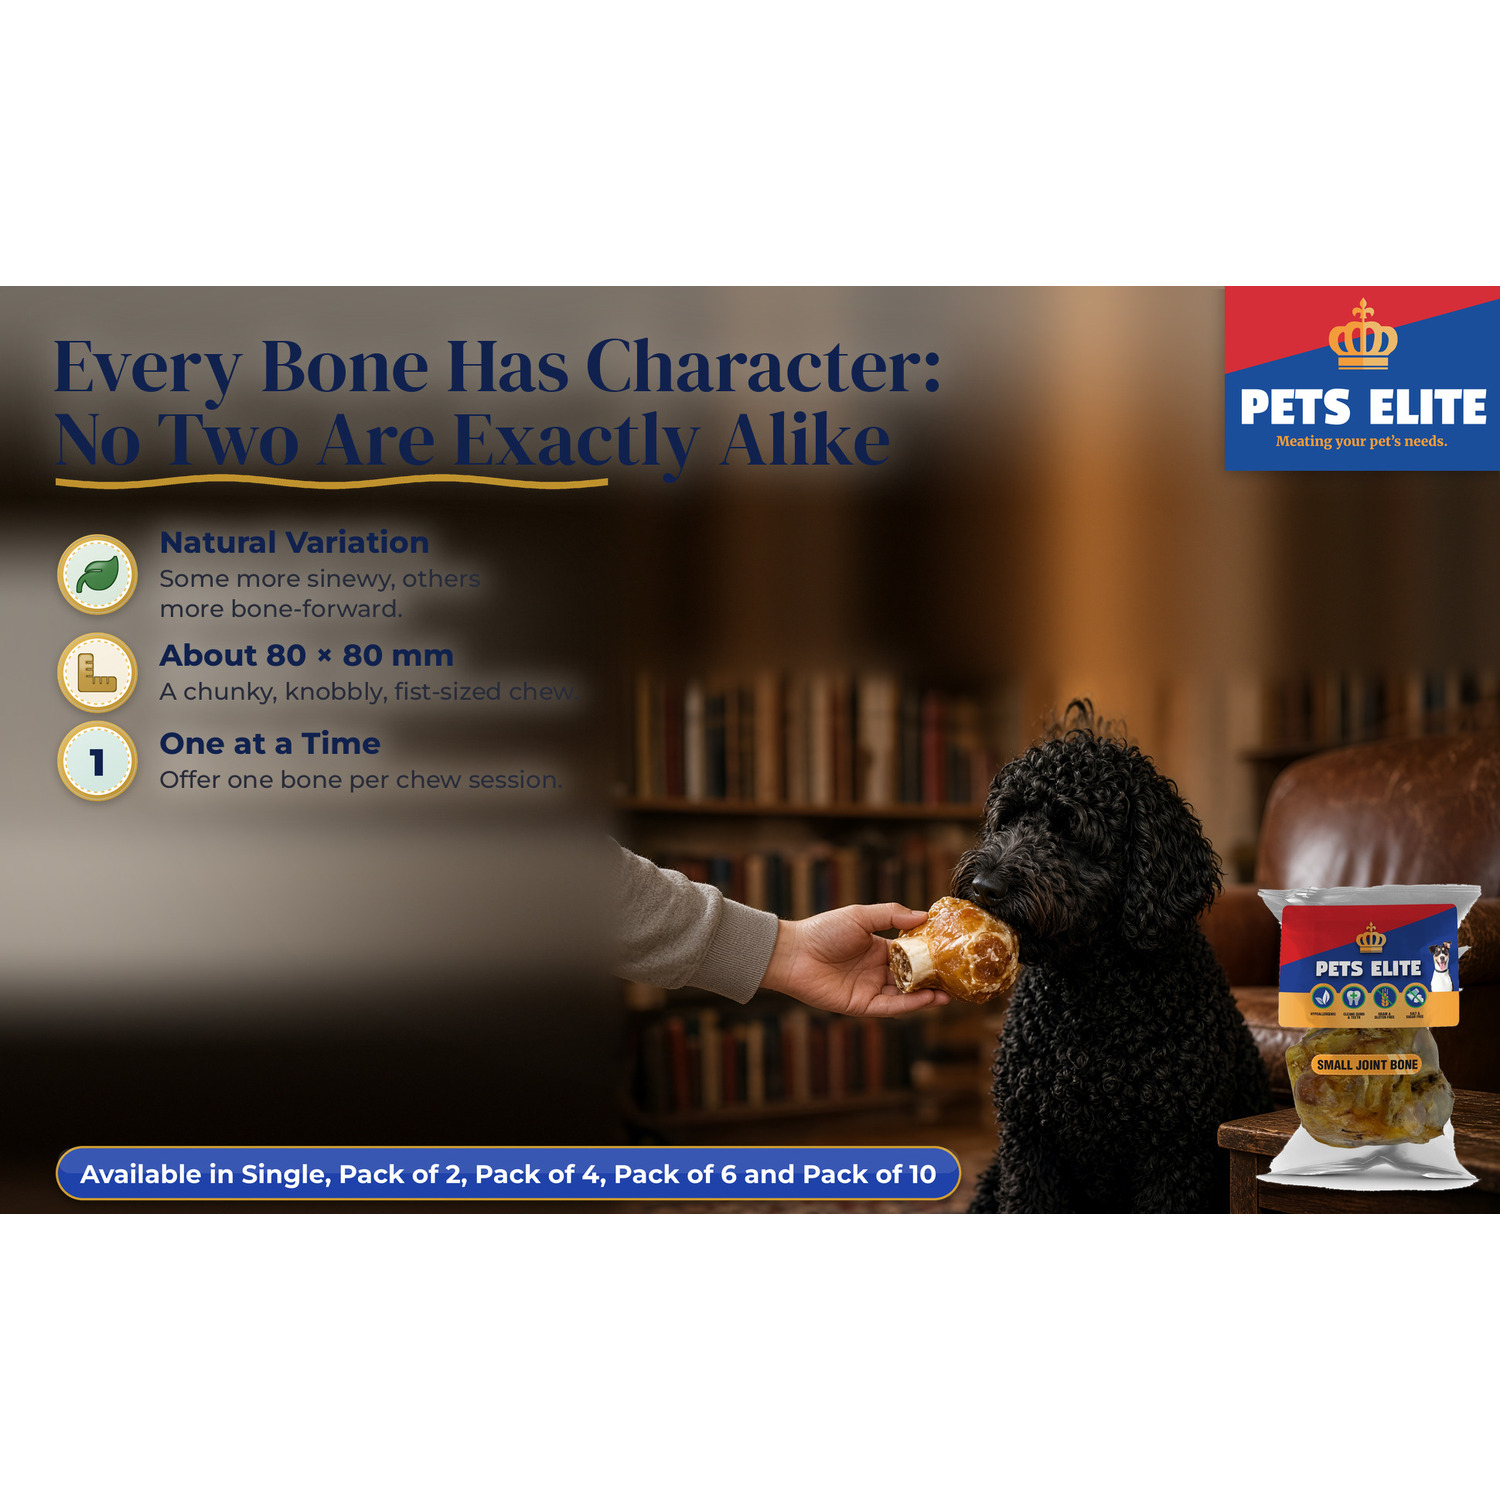 Every Bone Has Character:
No Two Are Exactly Alike
PETS ELITE
Meating your pet's needs.
Natural Variation
Some more sinewy, others
more bone-forward.
About 80 × 80 mm
A chunky, knobbly, fist-sized chew.
1
One at a Time
Offer one bone per chew session.
PETS ELITE
HYPOALLERGENIC
SMALL JOINT BONE
Available in Single, Pack of 2, Pack of 4, Pack of 6 and Pack of 10